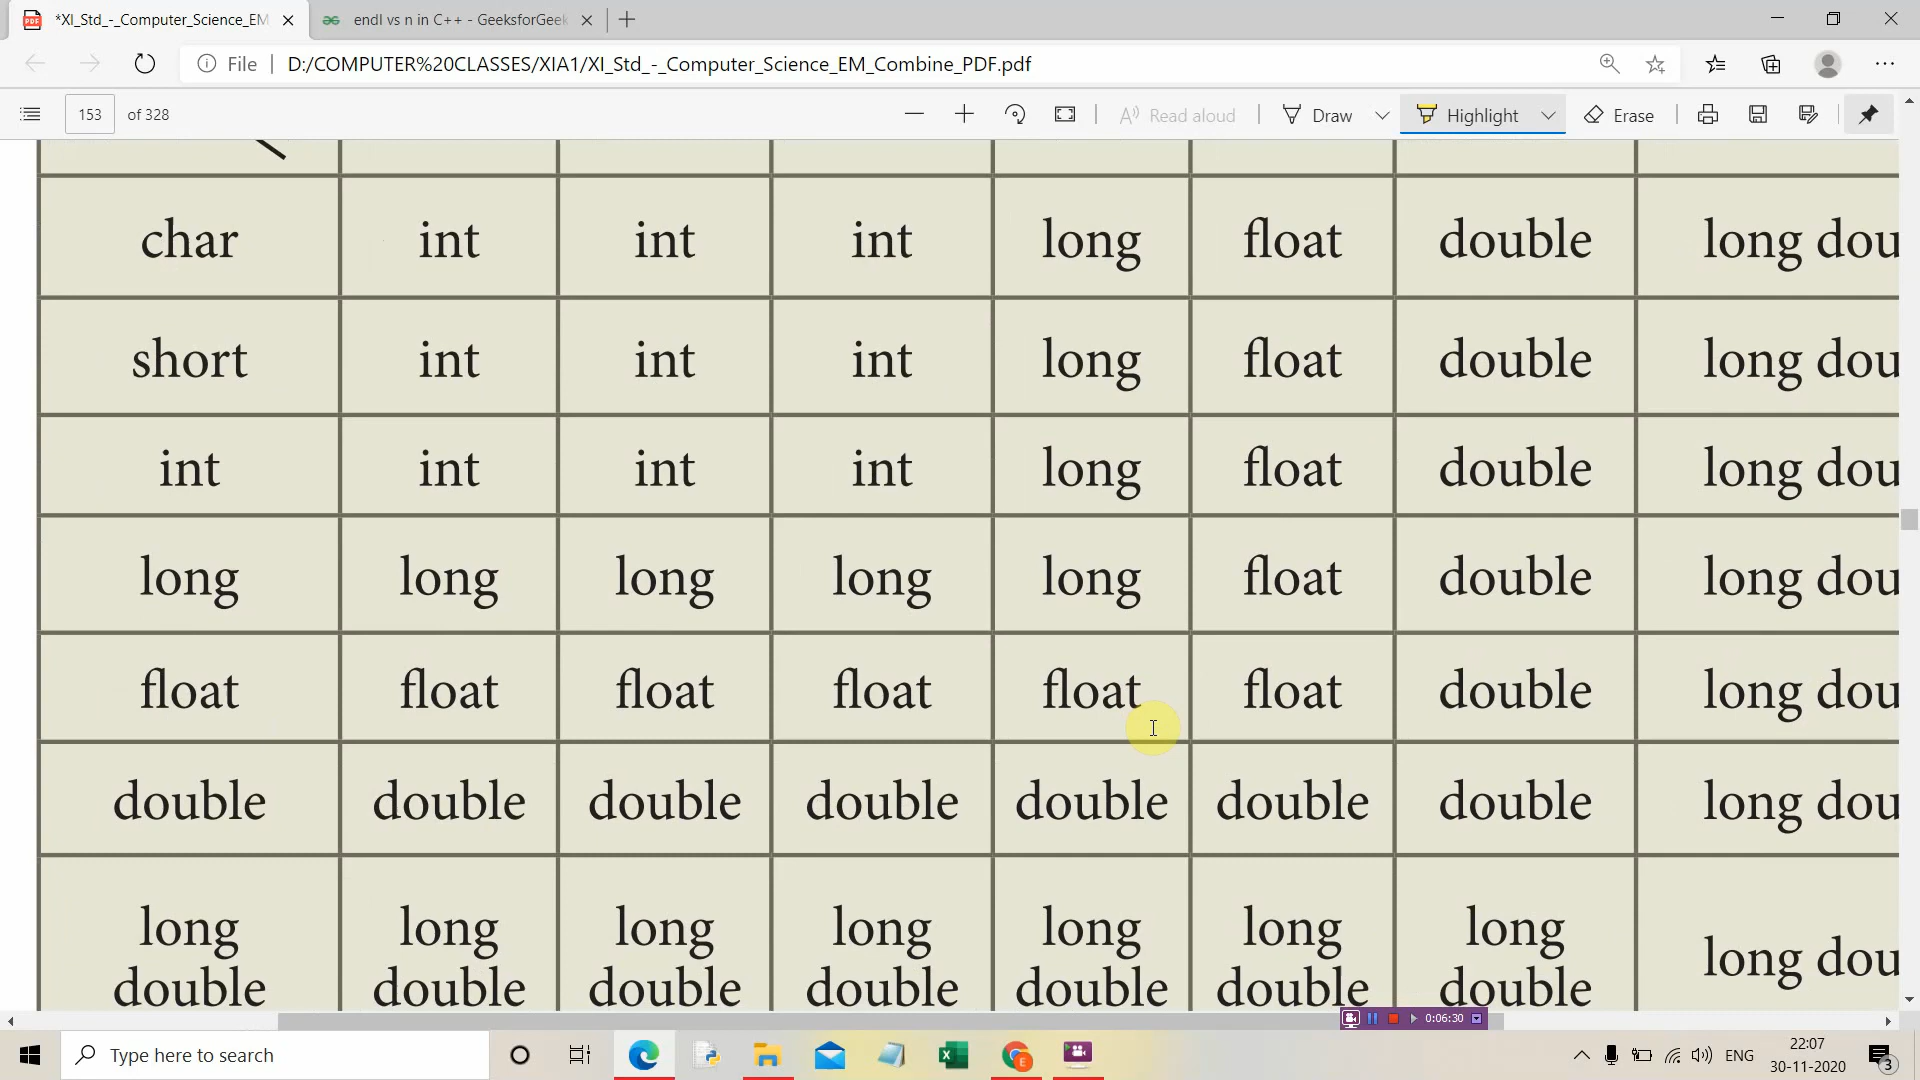 *XI_Std_-_Computer_Science_EM
endl vs n in C++ - GeeksforGeek
File
D:/COMPUTER%20CLASSES/XIA1/XI_Std_-_Computer_Science_EM_Combine_PDF.pdf
153 of 328
Read aloud
Draw
Highlight
Erase
char int int int long float double long dou
short int int int long float double long dou
int int int int long float double long dou
long long long long long float double long dou
float float float float float float double long dou
double double double double double double double long dou
long long long long long long long
double double double double double double double long dou
0:06:30
Type here to search
ENG
22:07
30-11-2020
3